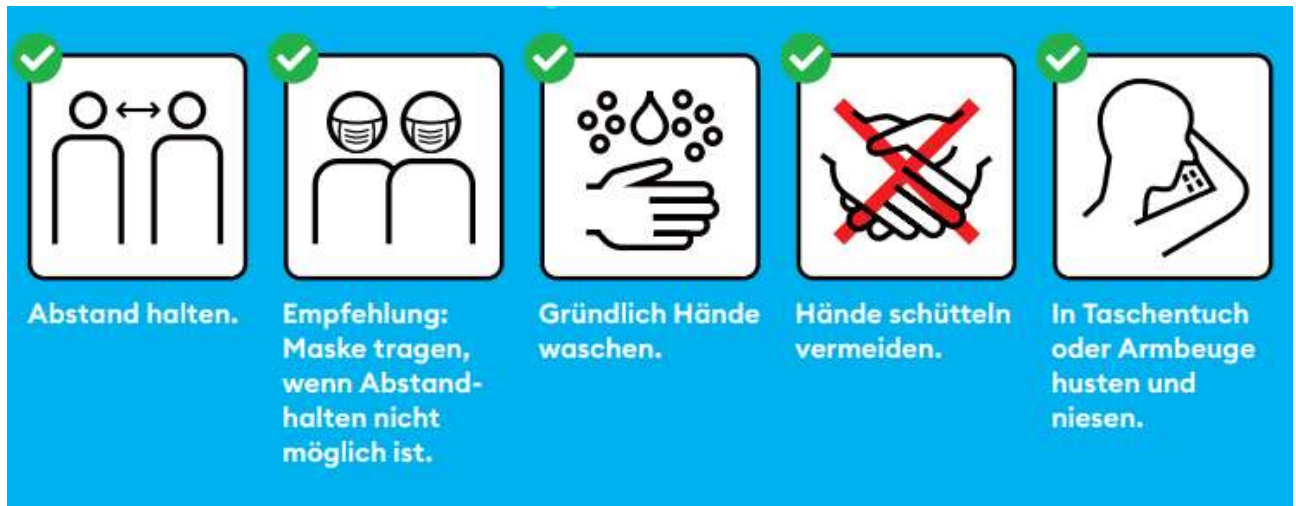 Abstand halten.
Empfehlung:
Maske tragen,
wenn Abstand-
halten nicht
möglich ist.
Gründlich Hände
waschen.
Hände schütteln
vermeiden.
In Taschentuch
oder Armbeuge
husten und
niesen.